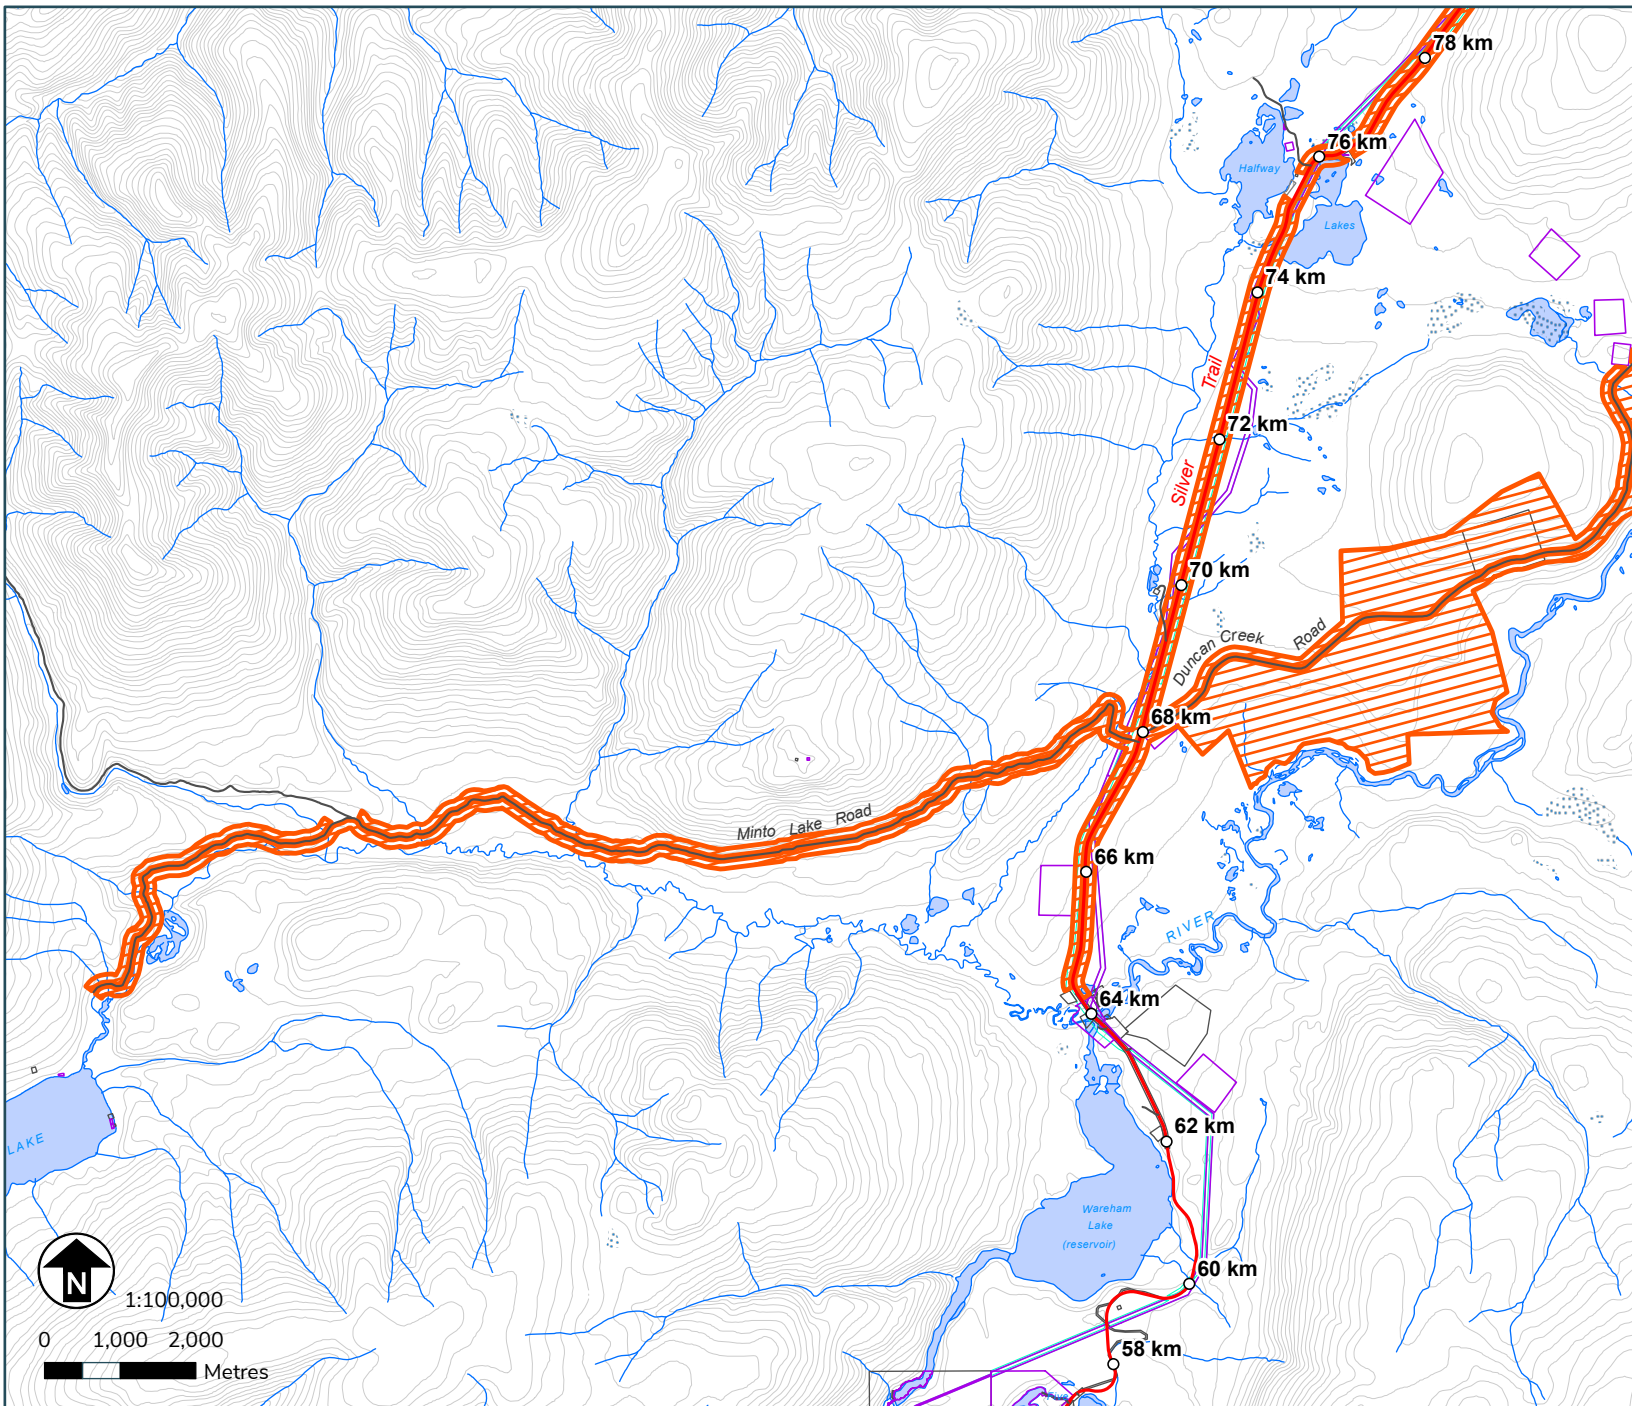 78 km
76 km
Halfway
Lakes
74 km
Silver Trail
72 km
70 km
Duncan Creek Road
68 km
Minto Lake Road
66 km
RIVER
64 km
62 km
LAKE
Wareham
Lake
(reservoir)
60 km
N
1:100,000
0 1,000 2,000
Metres
58 km
Five